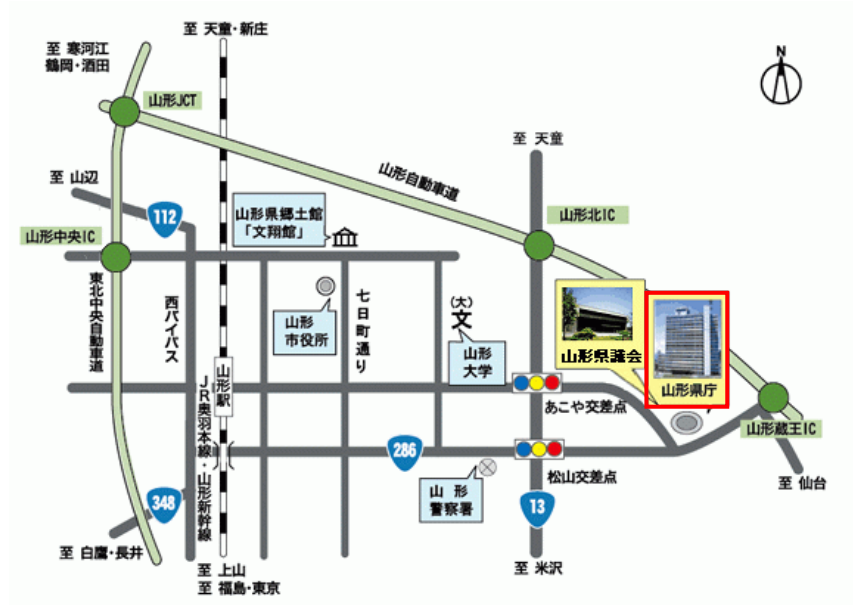 至 天童・新庄
至 寒河江
鶴岡・酒田
N
山形JCT
至 天童
山形自動車道
至 山辺
112
山形県郷土館
「文翔館」
山形北IC
山形中央IC
東北中央自動車道
西バイパス
山形
市役所
七日町通り
(大)
文
山形
大学
山形県議会
山形県庁
山形駅
JR奥羽本線・山形新幹線
あこや交差点
山形蔵王IC
286
松山交差点
至 仙台
山 形
警察署
348
13
至 白鷹・長井
至 上山
至 福島・東京
至 米沢